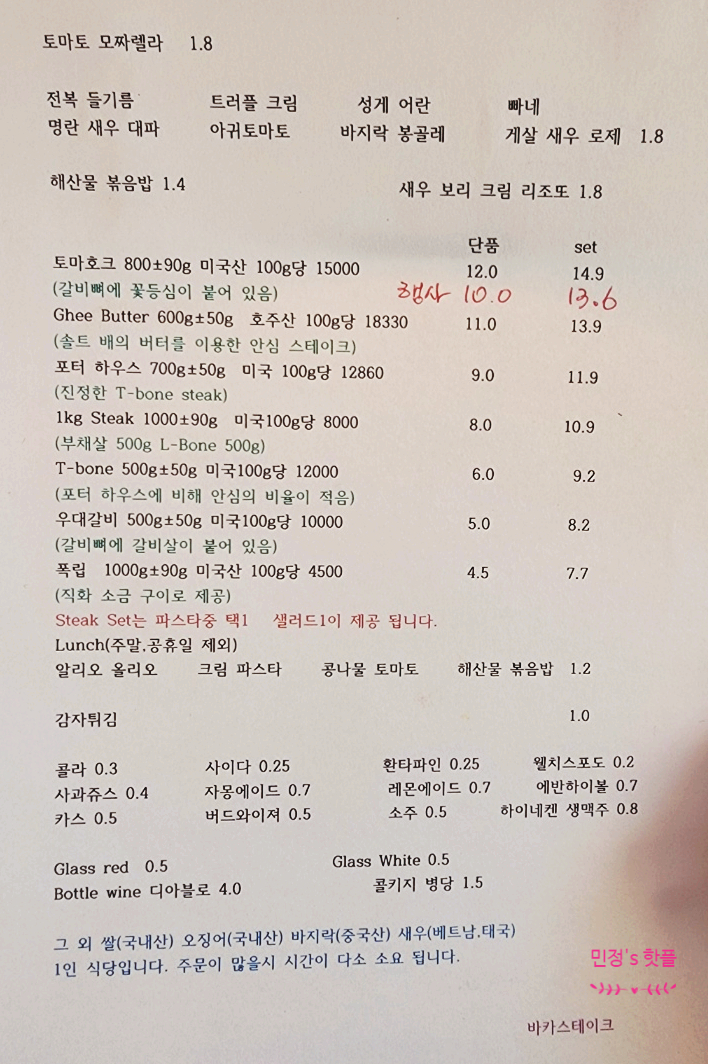 토마토 모짜렐라 1.8
전복 들기름 트러플 크림 성게 어란 빠네
명란 새우 대파 아귀토마토 바지락 봉골레 게살 새우 로제 1.8
해산물 볶음밥 1.4 새우 보리 크림 리조또 1.8
단품 set
토마호크 800±90g 미국산 100g당 15000 12.0 14.9
(갈비뼈에 꽃등심이 붙어 있음) 행사 10.0 13.6
Ghee Butter 600g±50g 호주산 100g당 18330 11.0 13.9
(솔트 배의 버터를 이용한 안심 스테이크)
포터 하우스 700g±50g 미국 100g당 12860 9.0 11.9
(진정한 T-bone steak)
1kg Steak 1000±90g 미국100g당 8000 8.0 10.9
(부채살 500g L-Bone 500g)
T-bone 500g±50g 미국100g당 12000 6.0 9.2
(포터 하우스에 비해 안심의 비율이 적음)
우대갈비 500g±50g 미국100g당 10000 5.0 8.2
(갈비뼈에 갈비살이 붙어 있음)
폭립 1000g±90g 미국산 100g당 4500 4.5 7.7
(직화 소금 구이로 제공)
Steak Set는 파스타중 택1 샐러드1이 제공 됩니다.
Lunch(주말,공휴일 제외)
알리오 올리오 크림 파스타 콩나물 토마토 해산물 볶음밥 1.2
감자튀김 1.0
콜라 0.3 사이다 0.25 환타파인 0.25 웰치스포도 0.2
사과쥬스 0.4 자몽에이드 0.7 레몬에이드 0.7 에반하이볼 0.7
카스 0.5 버드와이져 0.5 소주 0.5 하이네켄 생맥주 0.8
Glass red 0.5 Glass White 0.5
Bottle wine 디아블로 4.0 콜키지 병당 1.5
그 외 쌀(국내산) 오징어(국내산) 바지락(중국산) 새우(베트남,태국)
1인 식당입니다. 주문이 많을시 시간이 다소 소요 됩니다.
민정's 핫플
바카스테이크